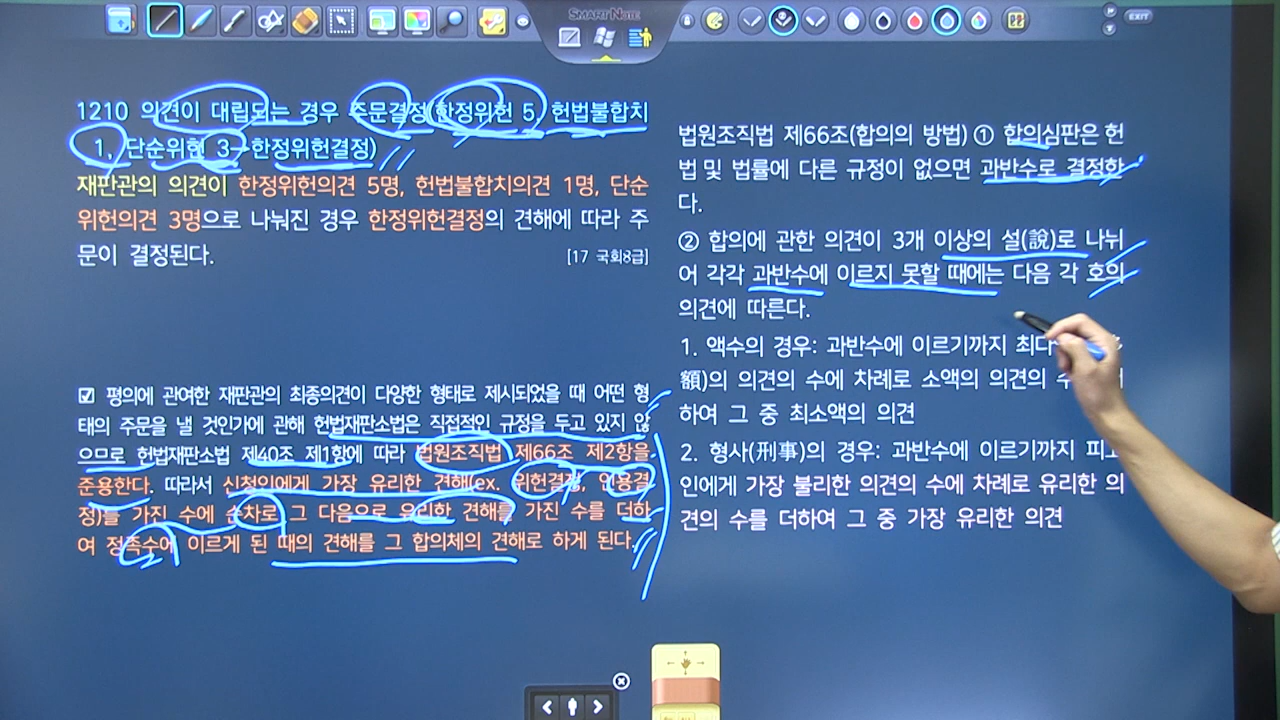 SMARTNOTE
EXIT
1210 의견이 대립되는 경우 주문결정(한정위헌 5, 헌법불합치
1, 단순위헌 3→한정위헌결정)
재판관의 의견이 한정위헌의견 5명, 헌법불합치의견 1명, 단순
위헌의견 3명으로 나눠진 경우 한정위헌결정의 견해에 따라 주
문이 결정된다.
[17 국회8급]
☑ 평의에 관여한 재판관의 최종의견이 다양한 형태로 제시되었을 때 어떤 형
태의 주문을 낼 것인가에 관해 헌법재판소법은 직접적인 규정을 두고 있지 않
으므로 헌법재판소법 제40조 제1항에 따라 법원조직법 제66조 제2항을
준용한다. 따라서 신청인에게 가장 유리한 견해(ex. 위헌결정, 인용결
정)를 가진 수에 순차로 그 다음으로 유리한 견해를 가진 수를 더하
여 정족수에 이르게 된 때의 견해를 그 합의체의 견해로 하게 된다.
법원조직법 제66조(합의의 방법) ① 합의심판은 헌
법 및 법률에 다른 규정이 없으면 과반수로 결정한
다.
② 합의에 관한 의견이 3개 이상의 설(說)로 나뉘
어 각각 과반수에 이르지 못할 때에는 다음 각 호의
의견에 따른다.
1. 액수의 경우: 과반수에 이르기까지 최다
額)의 의견의 수에 차례로 소액의 의견의
하여 그 중 최소액의 의견
2. 형사(刑事)의 경우: 과반수에 이르기까지 피고
인에게 가장 불리한 의견의 수에 차례로 유리한 의
견의 수를 더하여 그 중 가장 유리한 의견